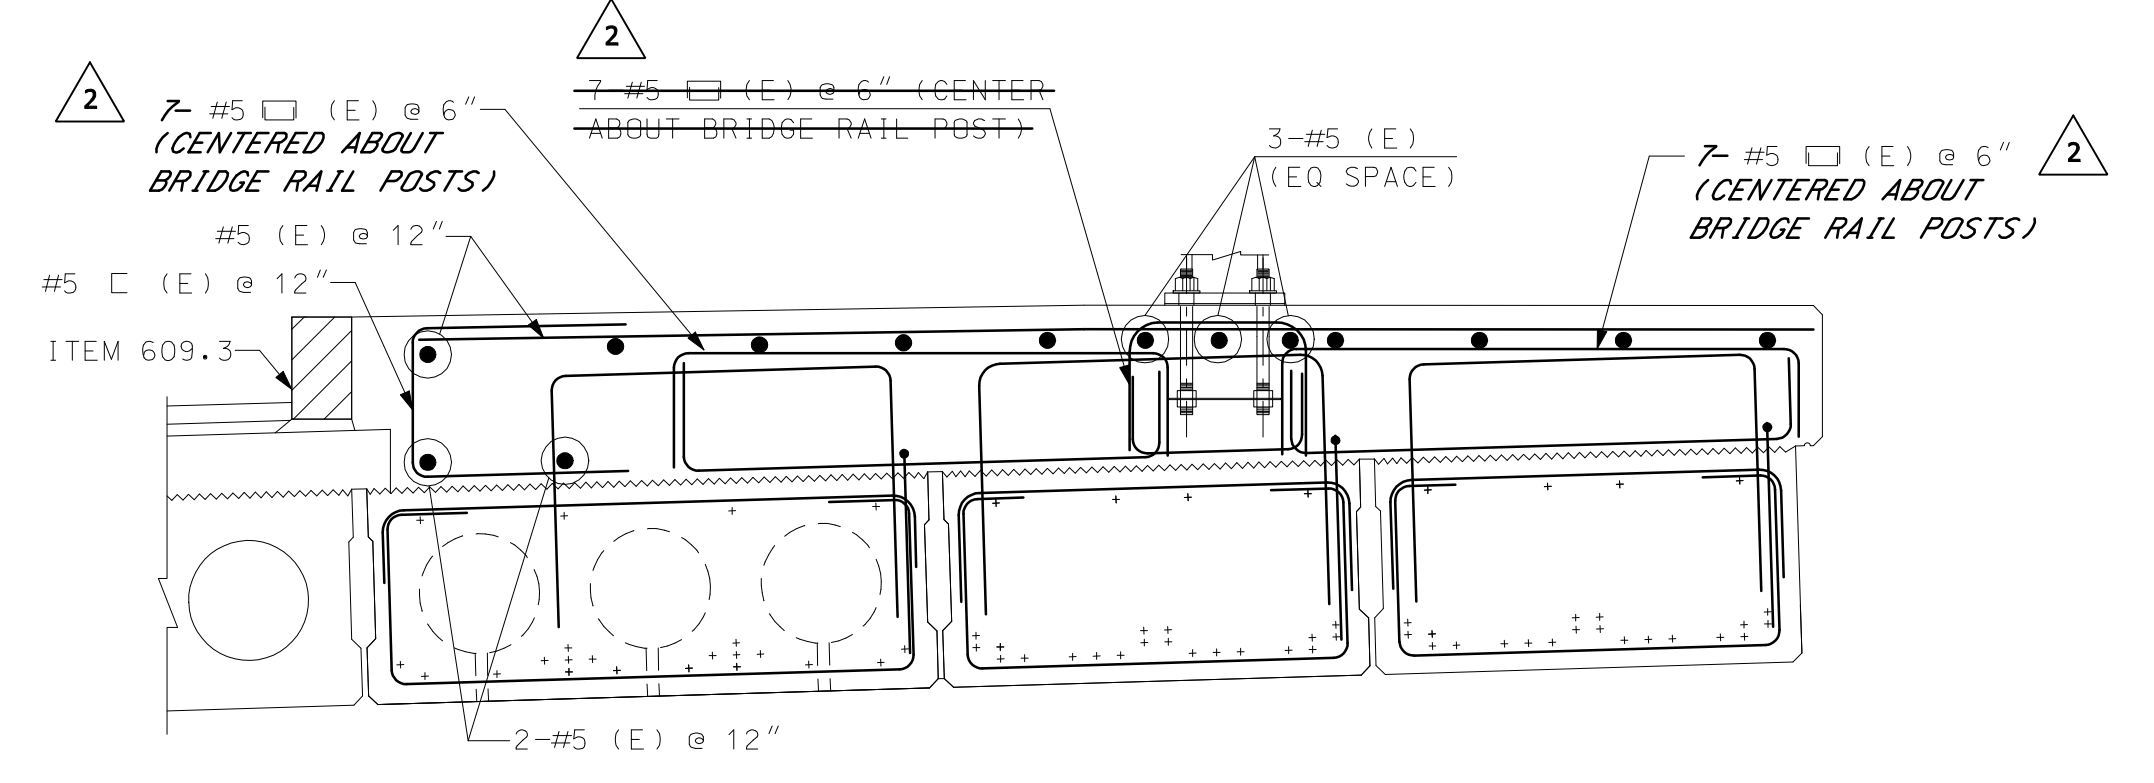 2
7-#5 (E) @ 6" (CENTER
ABOUT BRIDGE RAIL POST)
2
7- #5 (E) @ 6"
(CENTERED ABOUT
BRIDGE RAIL POSTS)
3-#5 (E)
(EQ SPACE)
7- #5 (E) @ 6"
(CENTERED ABOUT
BRIDGE RAIL POSTS)
2
#5 (E) @ 12"
#5 (E) @ 12"
ITEM 609.3
2-#5 (E) @ 12"